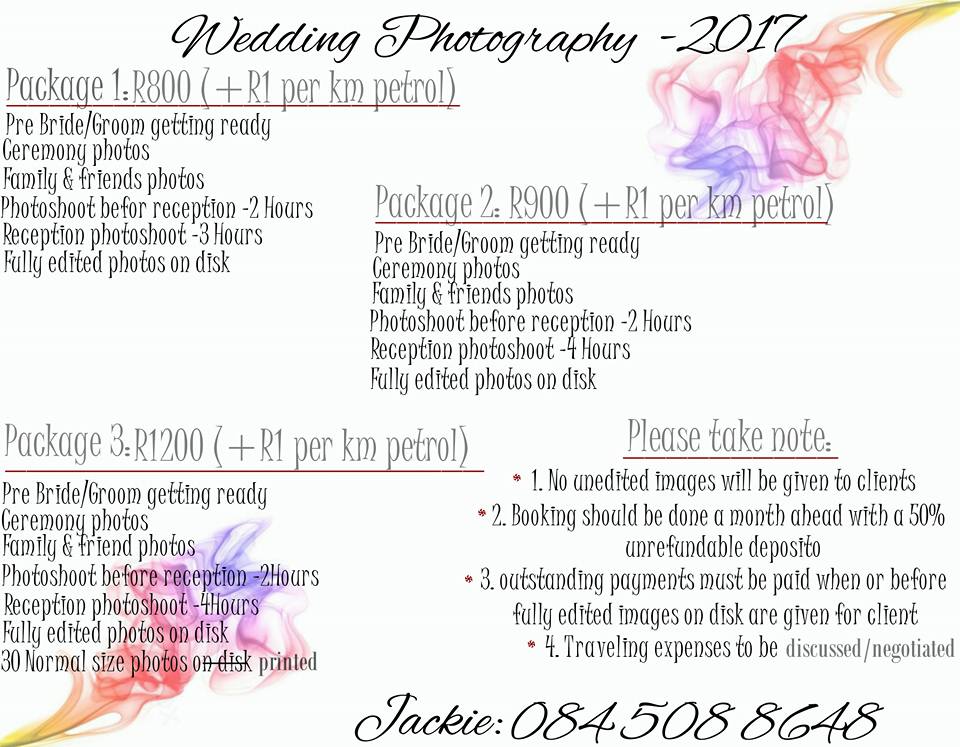 Wedding Photography -2017
Package 1: R800 (+R1 per km petrol)
Pre Bride/Groom getting ready
Ceremony photos
Family & friends photos
Photoshoot befor reception -2 Hours
Reception photoshoot -3 Hours
Fully edited photos on disk
Package 2: R900 (+R1 per km petrol)
Pre Bride/Groom getting ready
Ceremony photos
Family & friends photos
Photoshoot before reception -2 Hours
Reception photoshoot -4 Hours
Fully edited photos on disk
Package 3: R1200 (+R1 per km petrol)
Pre Bride/Groom getting ready
Ceremony photos
Family & friend photos
Photoshoot before reception -2Hours
Reception photoshoot -4Hours
Fully edited photos on disk
30 Normal size photos on disk printed
Please take note:
* 1. No unedited images will be given to clients
* 2. Booking should be done a month ahead with a 50%
unrefundable deposito
* 3. outstanding payments must be paid when or before
fully edited images on disk are given for client
* 4. Traveling expenses to be discussed/negotiated
Jackie: 084 508 8648